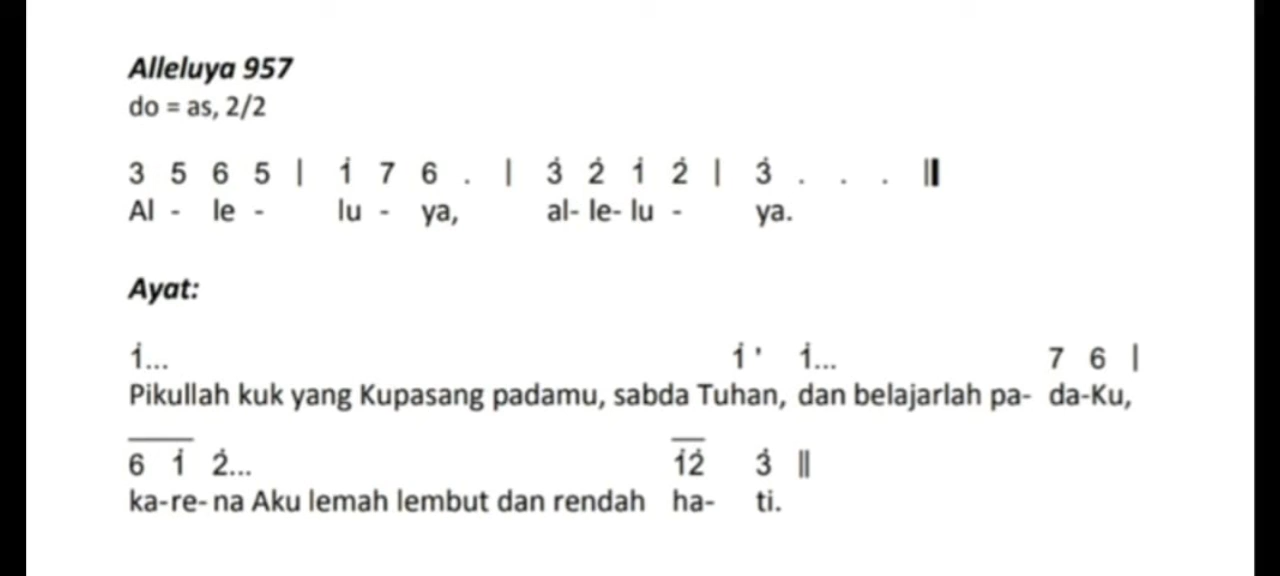 Alleluya 957
do = as, 2/2
3 5 6 5 | 1̇ 7 6 . | 3̇ 2̇ 1̇ 2̇ | 3̇ . . . ||
Al - le - lu - ya, al- le- lu - ya.
Ayat:
1̇... 1̇ ' 1̇... 7 6 |
Pikullah kuk yang Kupasang padamu, sabda Tuhan, dan belajarlah pa- da-Ku,
6 1̇ 2̇... 1̇2̇ 3̇ ||
ka-re- na Aku lemah lembut dan rendah ha- ti.